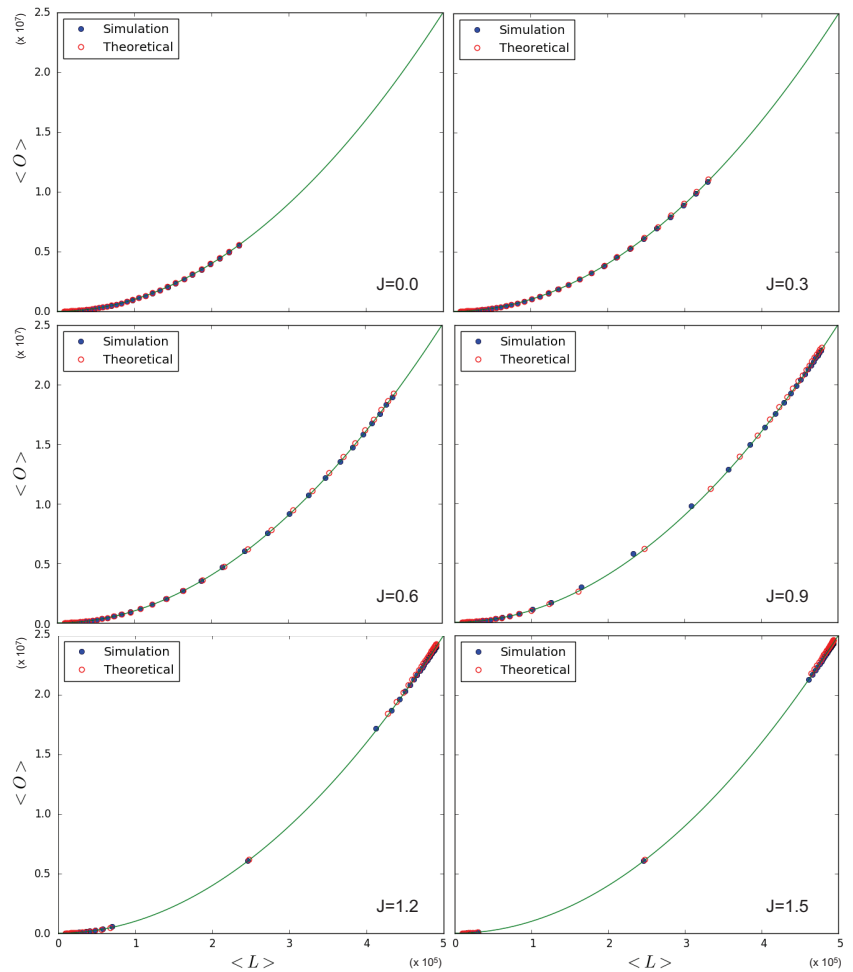 (x 10⁷)
2.5
2.0
1.5
1.0
0.5
0.0
<O>
Simulation
Theoretical
J=0.0
Simulation
Theoretical
J=0.3
(x 10⁷)
2.5
2.0
1.5
1.0
0.5
0.0
<O>
Simulation
Theoretical
J=0.6
Simulation
Theoretical
J=0.9
(x 10⁷)
2.5
2.0
1.5
1.0
0.5
0.0
<O>
Simulation
Theoretical
J=1.2
Simulation
Theoretical
J=1.5
0 1 2 3 4 5
<L> (x 10⁵)
0 1 2 3 4 5
<L> (x 10⁵)